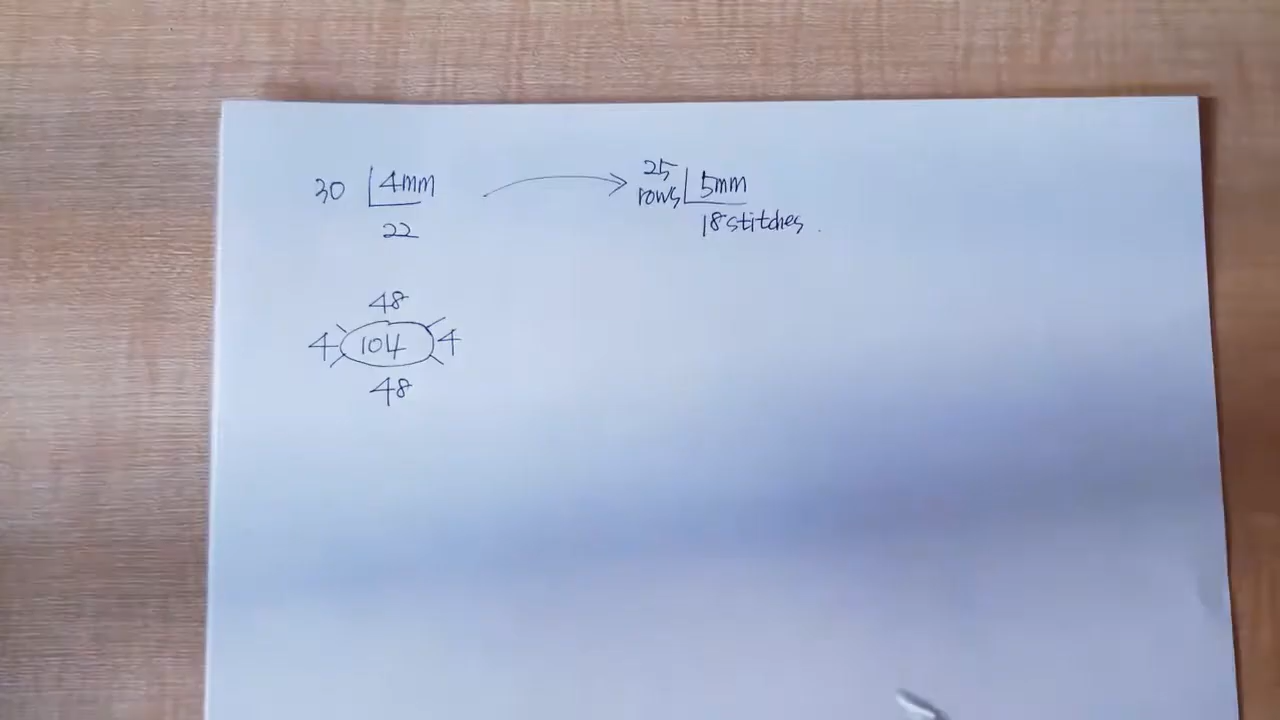 30 4mm
22
25
rows 5mm
18 stitches.
48
4 104 4
48